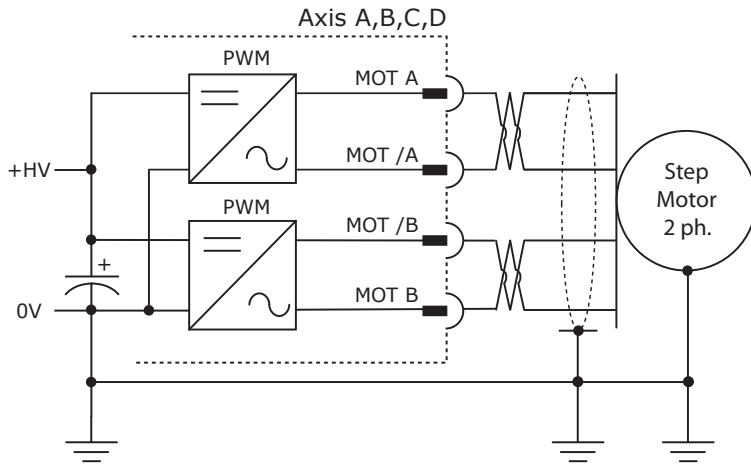 Axis A,B,C,D
PWM
MOT A
MOT /A
+HV
PWM
MOT /B
+
0V
MOT B
Step
Motor
2 ph.